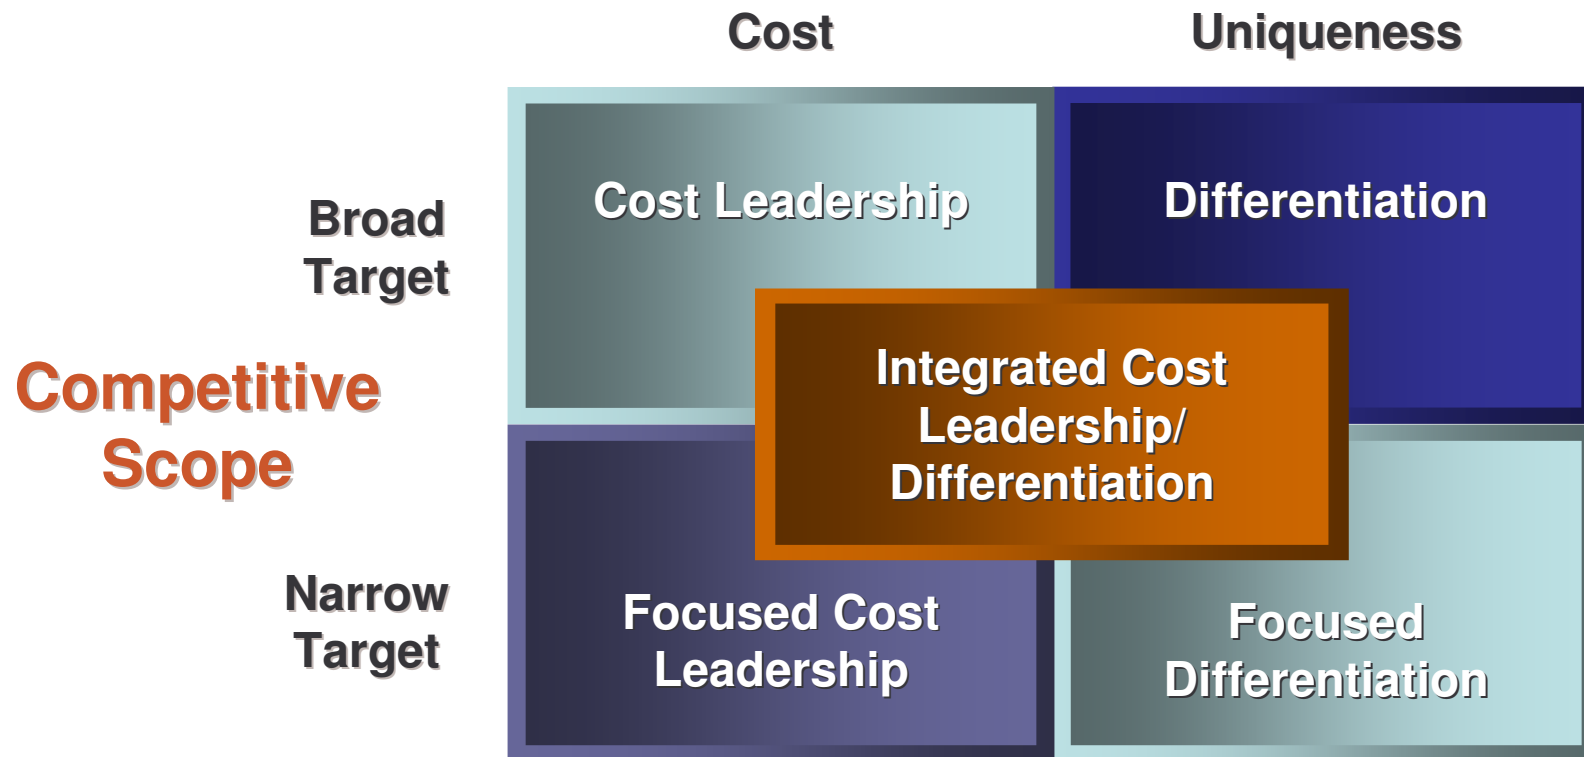 Cost
Uniqueness
Broad
Target
Cost Leadership
Differentiation
Competitive
Scope
Integrated Cost
Leadership/
Differentiation
Narrow
Target
Focused Cost
Leadership
Focused
Differentiation